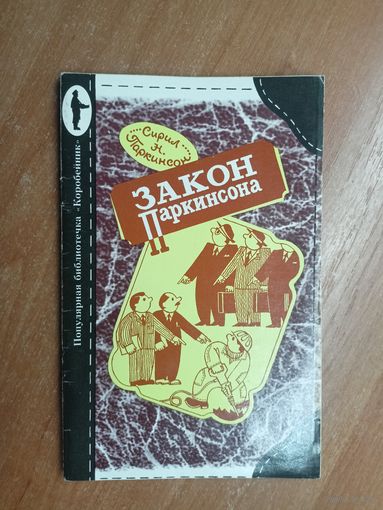 Популярная библиотечка «Коробейник»
Сирил
Н.
Паркинсон
ЗАКОН
Паркинсона